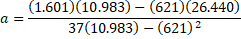 a = (1.601)(10.983) − (621)(26.440) / 37(10.983) − (621)²